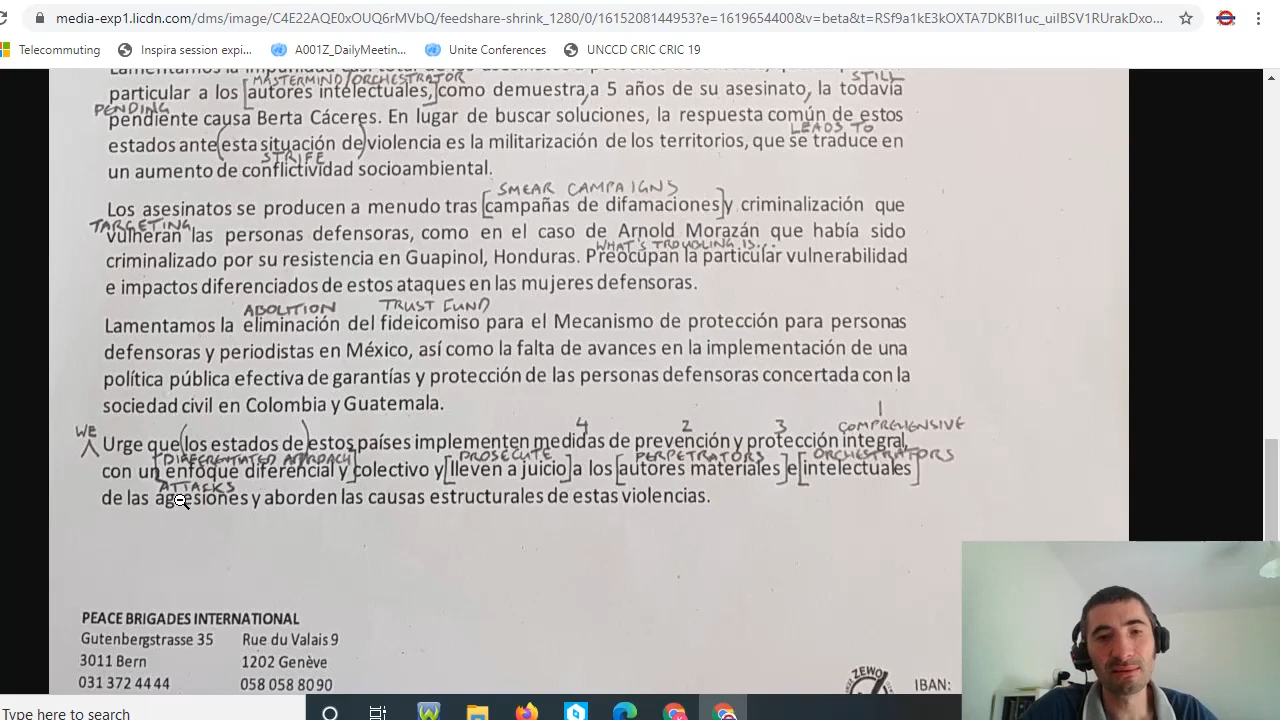 media-exp1.licdn.com/dms/image/C4E22AQE0xOUQ6rMVbQ/feedshare-shrink_1280/0/1615208144953?e=1619654400&v=beta&t=RSf9a1kE3kOXTA7DKBI1uc_uiIBSV1RUrakDxo...
Telecommuting Inspira session expi... A001Z_DailyMeetin... Unite Conferences UNCCD CRIC CRIC 19
MASTERMIND/ORCHESTRATOR STILL
particular a los [autores intelectuales,] como demuestra, a 5 años de su asesinato, la todavía
PENDING
pendiente causa Berta Cáceres. En lugar de buscar soluciones, la respuesta común de estos
LEADS TO
estados ante (esta situación de) violencia es la militarización de los territorios, que se traduce en
STRIFE
un aumento de conflictividad socioambiental.
SMEAR CAMPAIGNS
Los asesinatos se producen a menudo tras [campañas de difamaciones] y criminalización que
TARGETING
vulneran las personas defensoras, como en el caso de Arnold Morazán que había sido
WHAT'S TROUBLING IS...
criminalizado por su resistencia en Guapinol, Honduras. Preocupan la particular vulnerabilidad
e impactos diferenciados de estos ataques en las mujeres defensoras.
ABOLITION TRUST FUND
Lamentamos la eliminación del fideicomiso para el Mecanismo de protección para personas
defensoras y periodistas en México, así como la falta de avances en la implementación de una
política pública efectiva de garantías y protección de las personas defensoras concertada con la
sociedad civil en Colombia y Guatemala.
WE 4 2 3 1 COMPREHENSIVE
Urge que (los estados de) estos países implementen medidas de prevención y protección integral,
DIFFERENTIATED APPROACH PROSECUTE PERPETRATORS ORCHESTRATORS
con un enfoque diferencial y colectivo y [lleven a juicio] a los [autores materiales] e [intelectuales]
ATTACKS
de las agresiones y aborden las causas estructurales de estas violencias.
PEACE BRIGADES INTERNATIONAL
Gutenbergstrasse 35 Rue du Valais 9
3011 Bern 1202 Genève
031 372 44 44 058 058 80 90
ZEWO
IBAN:
Type here to search